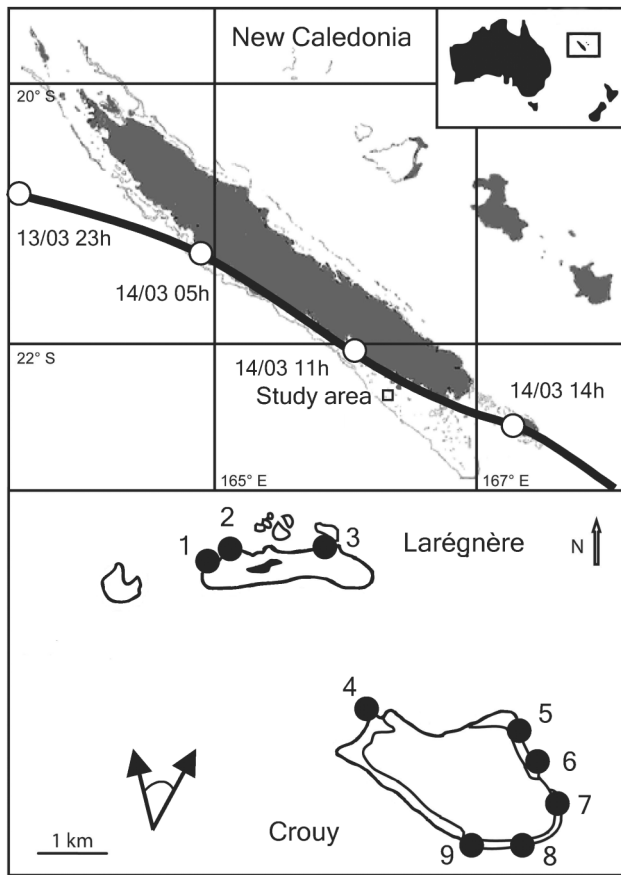 New Caledonia
20° S
13/03 23h
14/03 05h
22° S
14/03 11h
14/03 14h
Study area
165° E
167° E
1
2
3
Larégnère
N
4
5
6
7
8
9
Crouy
1 km